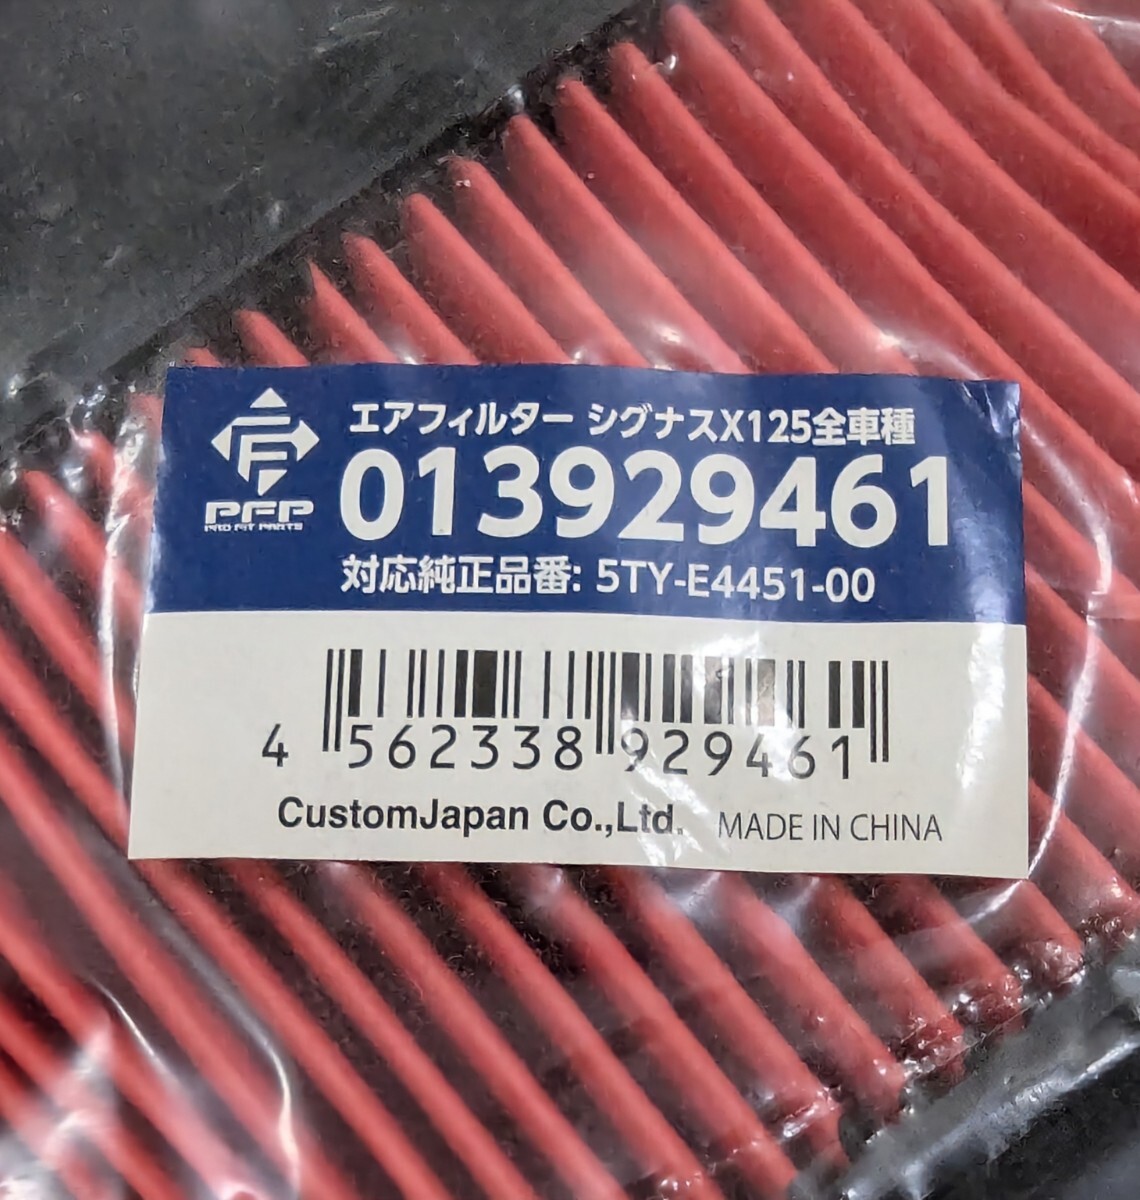 エアフィルター シグナスX125全車種
013929461
PFP
PRO FIT PARTS
対応純正品番: 5TY-E4451-00
4 562338 929461
CustomJapan Co.,Ltd. MADE IN CHINA